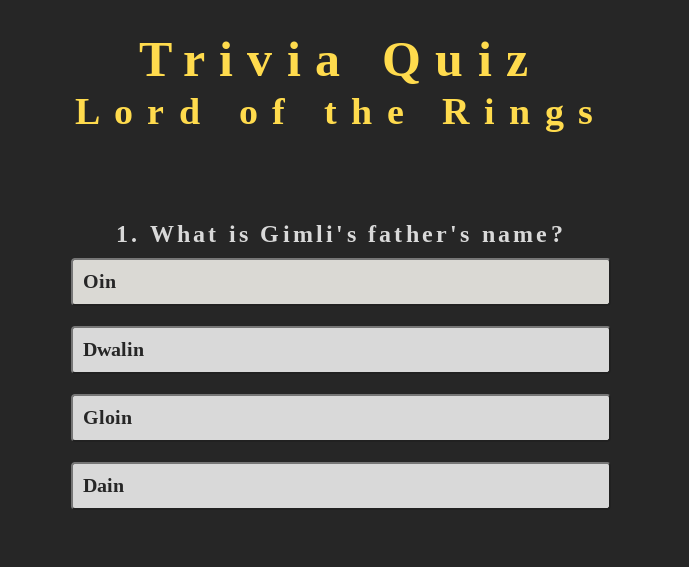 Trivia Quiz
Lord of the Rings
1. What is Gimli's father's name?
Oin
Dwalin
Gloin
Dain